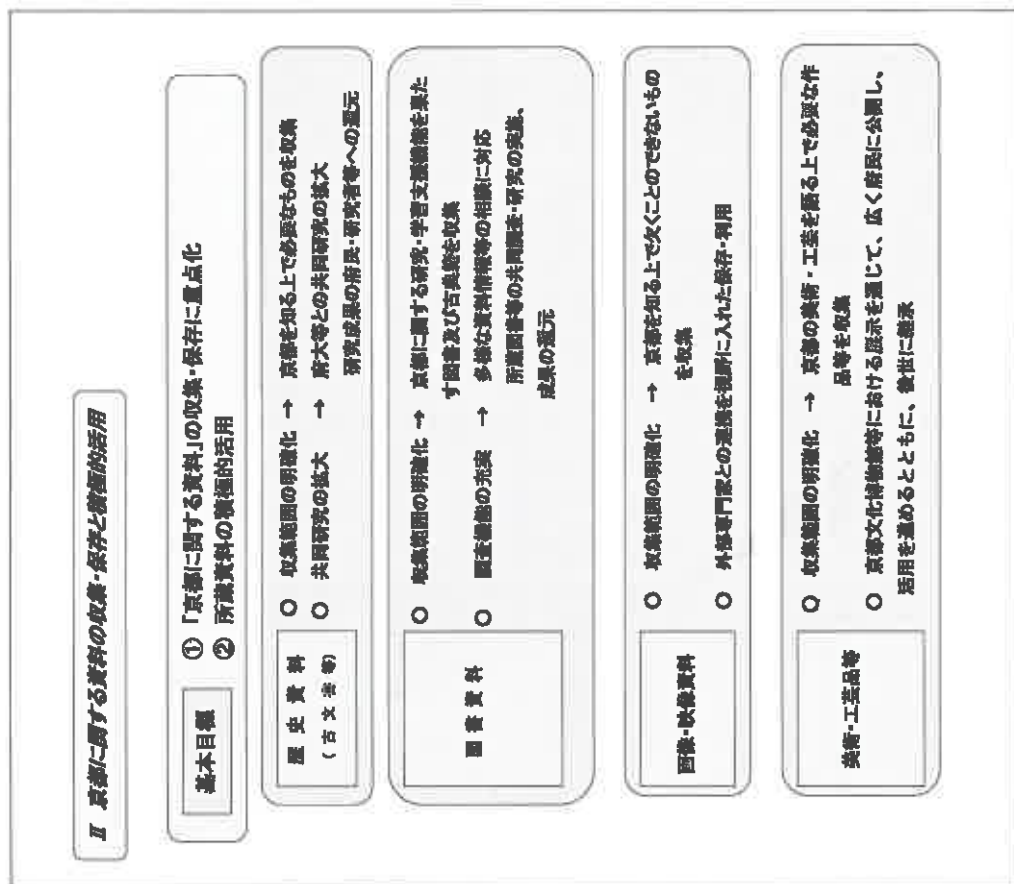 Ⅱ 京都に関する資料の収集・保存と積極的活用
基本目標
① 「京都に関する資料」の収集・保存に重点化
② 所蔵資料の積極的活用
歴史資料
(古文書等)
○ 収集範囲の明確化 → 京都を知る上で必要なものを収集
○ 共同研究の拡大 → 府大等との共同研究の拡大
研究成果の府民・研究者等への還元
図書資料
○ 収集範囲の明確化 → 京都に関する研究・学習支援機能を果た
す図書及び古典籍を収集
○ 調査機能の充実 → 多様な資料情報等の相談に対応
所蔵図書等の共同調査・研究の実施、
成果の還元
画像・映像資料
○ 収集範囲の明確化 → 京都を知る上で欠くことのできないもの
を収集
○ 外部専門家との連携を視野に入れた保存・利用
美術・工芸品等
○ 収集範囲の明確化 → 京都の美術・工芸を語る上で必要な作
品等を収集
○ 京都文化博物館等における展示を通じて、広く府民に公開し、
活用を進めるとともに、後世に継承